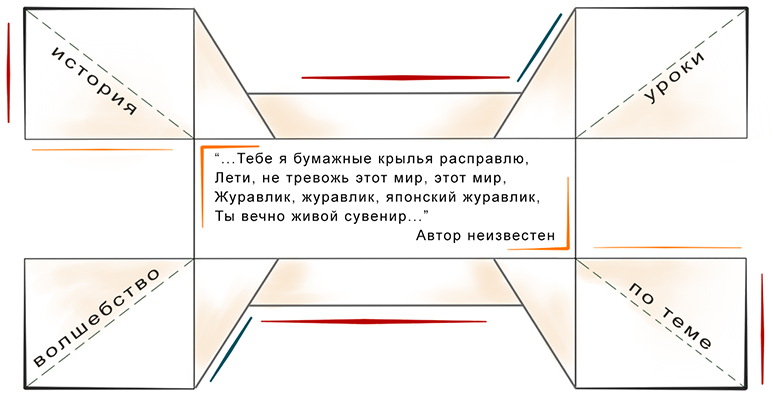 история
уроки
“...Тебе я бумажные крылья расправлю,
Лети, не тревожь этот мир, этот мир,
Журавлик, журавлик, японский журавлик,
Ты вечно живой сувенир...”
Автор неизвестен
волшебство
по теме